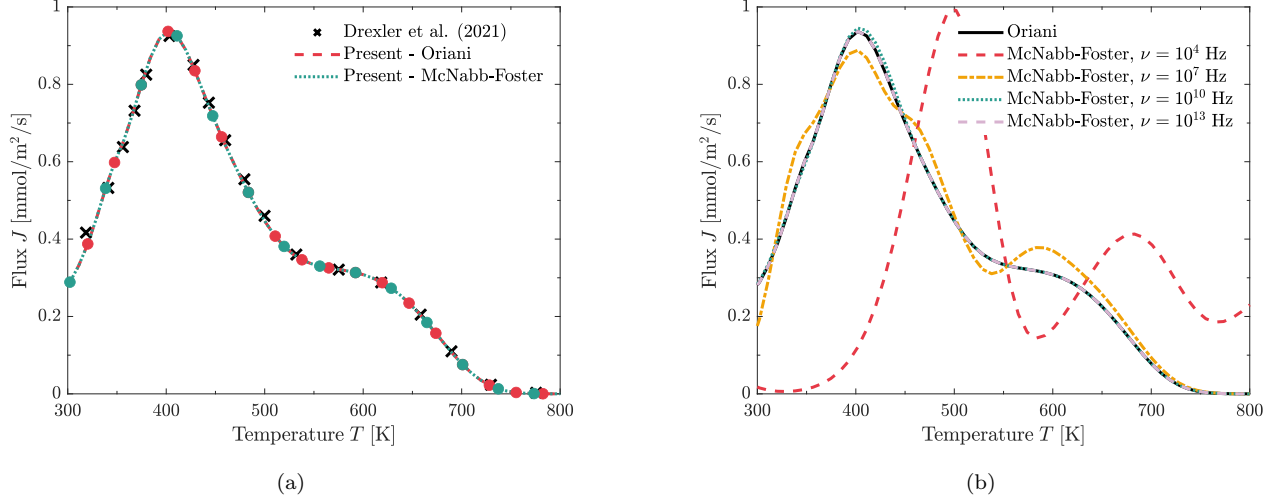 Drexler et al. (2021)
Present - Oriani
Present - McNabb-Foster
1
0.8
0.6
0.4
0.2
0
Flux J [mmol/m²/s]
300 400 500 600 700 800
Temperature T [K]
(a)
Oriani
McNabb-Foster, ν = 10⁴ Hz
McNabb-Foster, ν = 10⁷ Hz
McNabb-Foster, ν = 10¹⁰ Hz
McNabb-Foster, ν = 10¹³ Hz
1
0.8
0.6
0.4
0.2
0
Flux J [mmol/m²/s]
300 400 500 600 700 800
Temperature T [K]
(b)